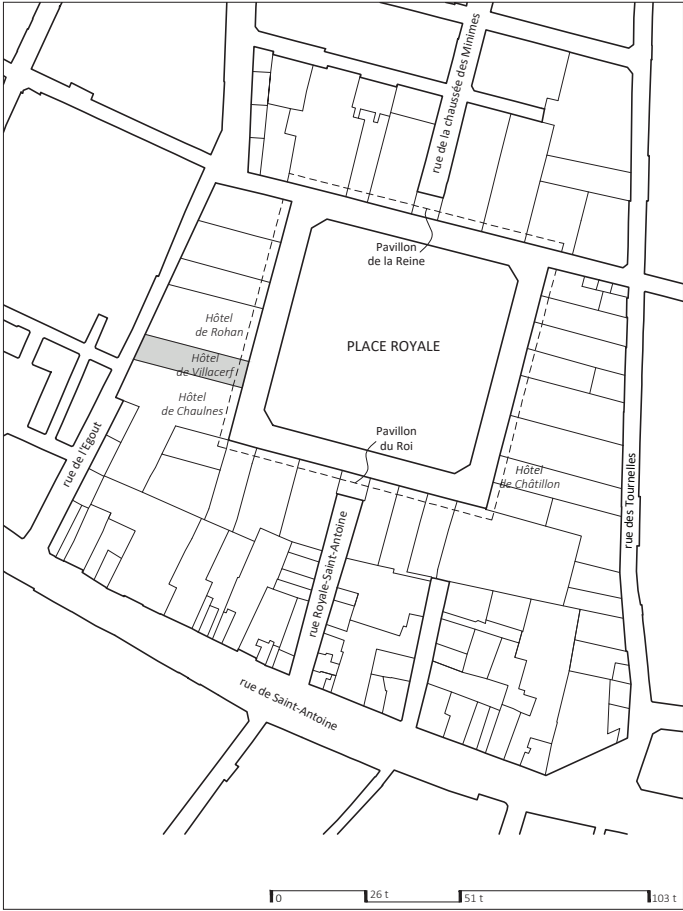 rue de la chaussée des Minimes
Pavillon
de la Reine
Hôtel
de Rohan
PLACE ROYALE
Hôtel
de Villacerf
Hôtel
de Chaulnes
Pavillon
du Roi
rue de l'Egout
Hôtel
de Châtillon
rue des Tournelles
rue Royale-Saint-Antoine
rue de Saint-Antoine
0
26 t
51 t
103 t